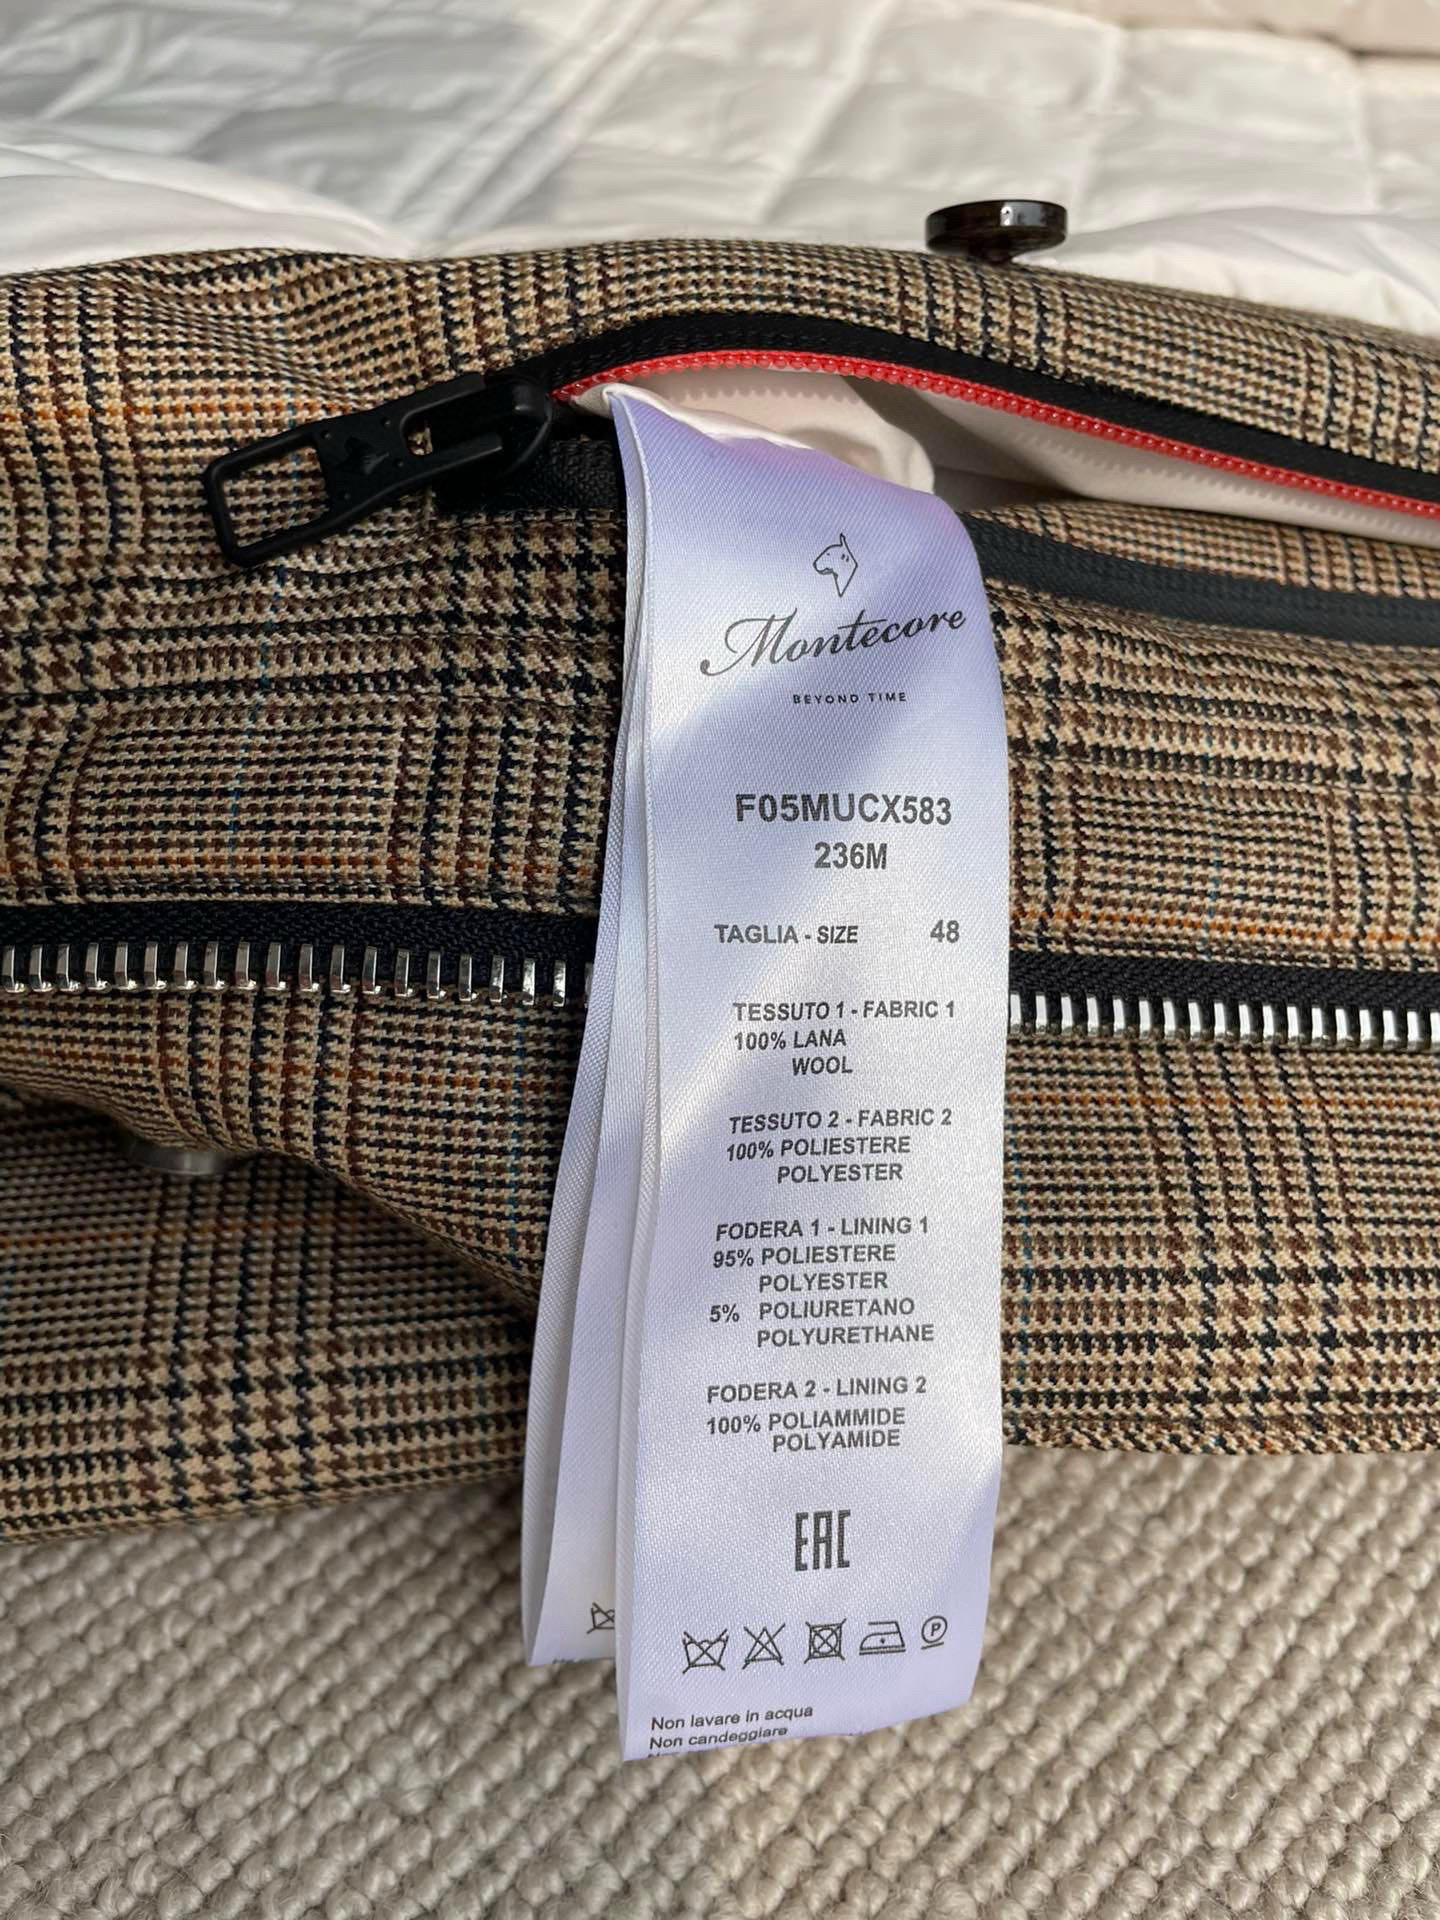 Montecore
BEYOND TIME
F05MUCX583
236M
TAGLIA - SIZE 48
TESSUTO 1 - FABRIC 1
100% LANA
WOOL
TESSUTO 2 - FABRIC 2
100% POLIESTERE
POLYESTER
FODERA 1 - LINING 1
95% POLIESTERE
POLYESTER
5% POLIURETANO
POLYURETHANE
FODERA 2 - LINING 2
100% POLIAMMIDE
POLYAMIDE
EAC
P
Non lavare in acqua
Non candeggiare